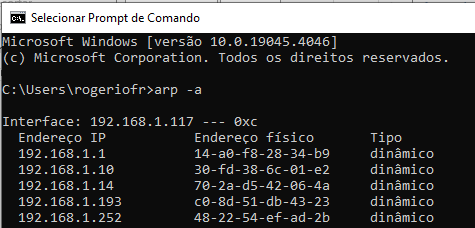 Selecionar Prompt de Comando
Microsoft Windows [versão 10.0.19045.4046]
(c) Microsoft Corporation. Todos os direitos reservados.
C:\Users\rogeriofr>arp -a
Interface: 192.168.1.117 --- 0xc
Endereço IP Endereço físico Tipo
192.168.1.1 14-a0-f8-28-34-b9 dinâmico
192.168.1.10 30-fd-38-6c-01-e2 dinâmico
192.168.1.14 70-2a-d5-42-06-4a dinâmico
192.168.1.193 c0-8d-51-db-43-23 dinâmico
192.168.1.252 48-22-54-ef-ad-2b dinâmico